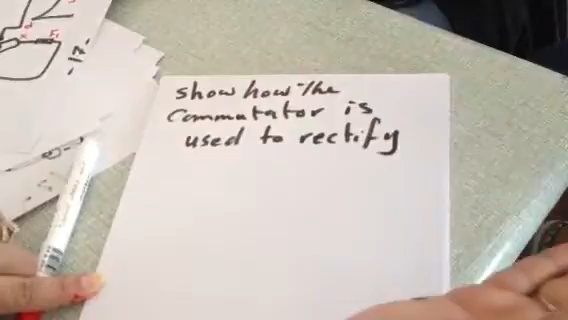 show how the
Commutator is
used to rectify